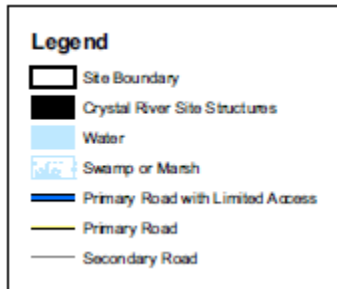 Legend
Site Boundary
Crystal River Site Structures
Water
Swamp or Marsh
Primary Road with Limited Access
Primary Road
Secondary Road